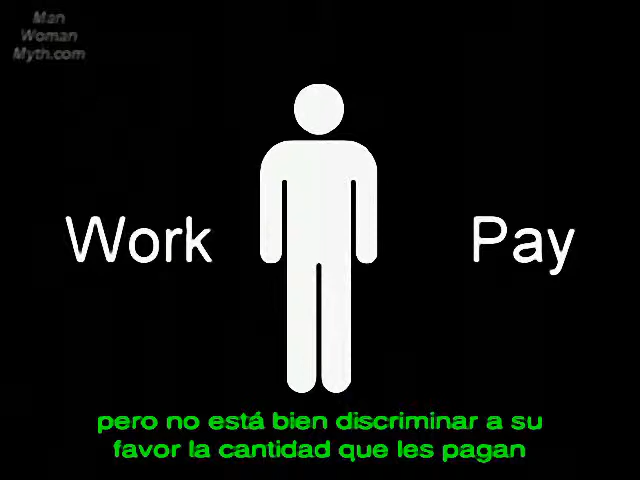 Man
Woman
Myth.com
Work
Pay
pero no está bien discriminar a su
favor la cantidad que les pagan